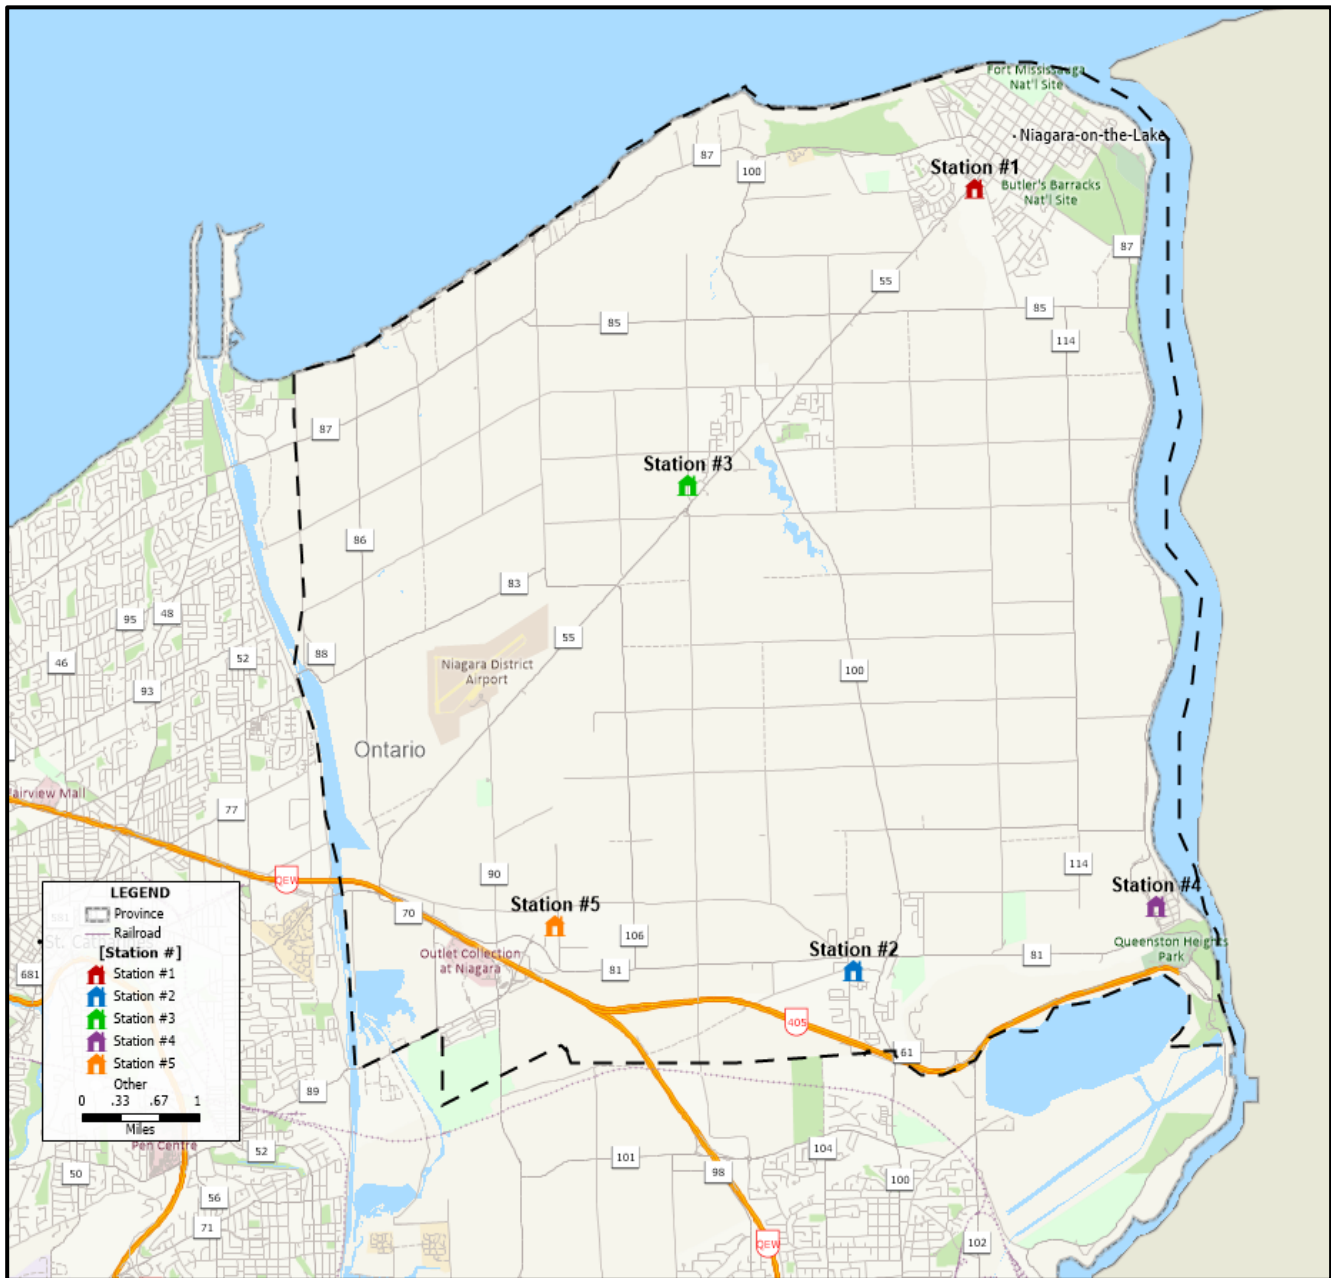 Fort Mississauga
Nat'l Site
Niagara-on-the-Lake
87
100
Station #1
Butler's Barracks
Nat'l Site
87
55
85
85
114
87
Station #3
86
83
95
48
55
46
52
88
Niagara District
Airport
100
93
Ontario
Fairview Mall
77
114
QEW
90
Station #4
70
Station #5
106
Station #2
Queenston Heights
Park
Outlet Collection
at Niagara
81
81
405
61
LEGEND
Province
Railroad
[Station #]
Station #1
Station #2
Station #3
Station #4
Station #5
Other
0 .33 .67 1
Miles
581
St. Catharines
681
89
Pen Centre
52
101
104
50
98
100
56
71
102
QEW